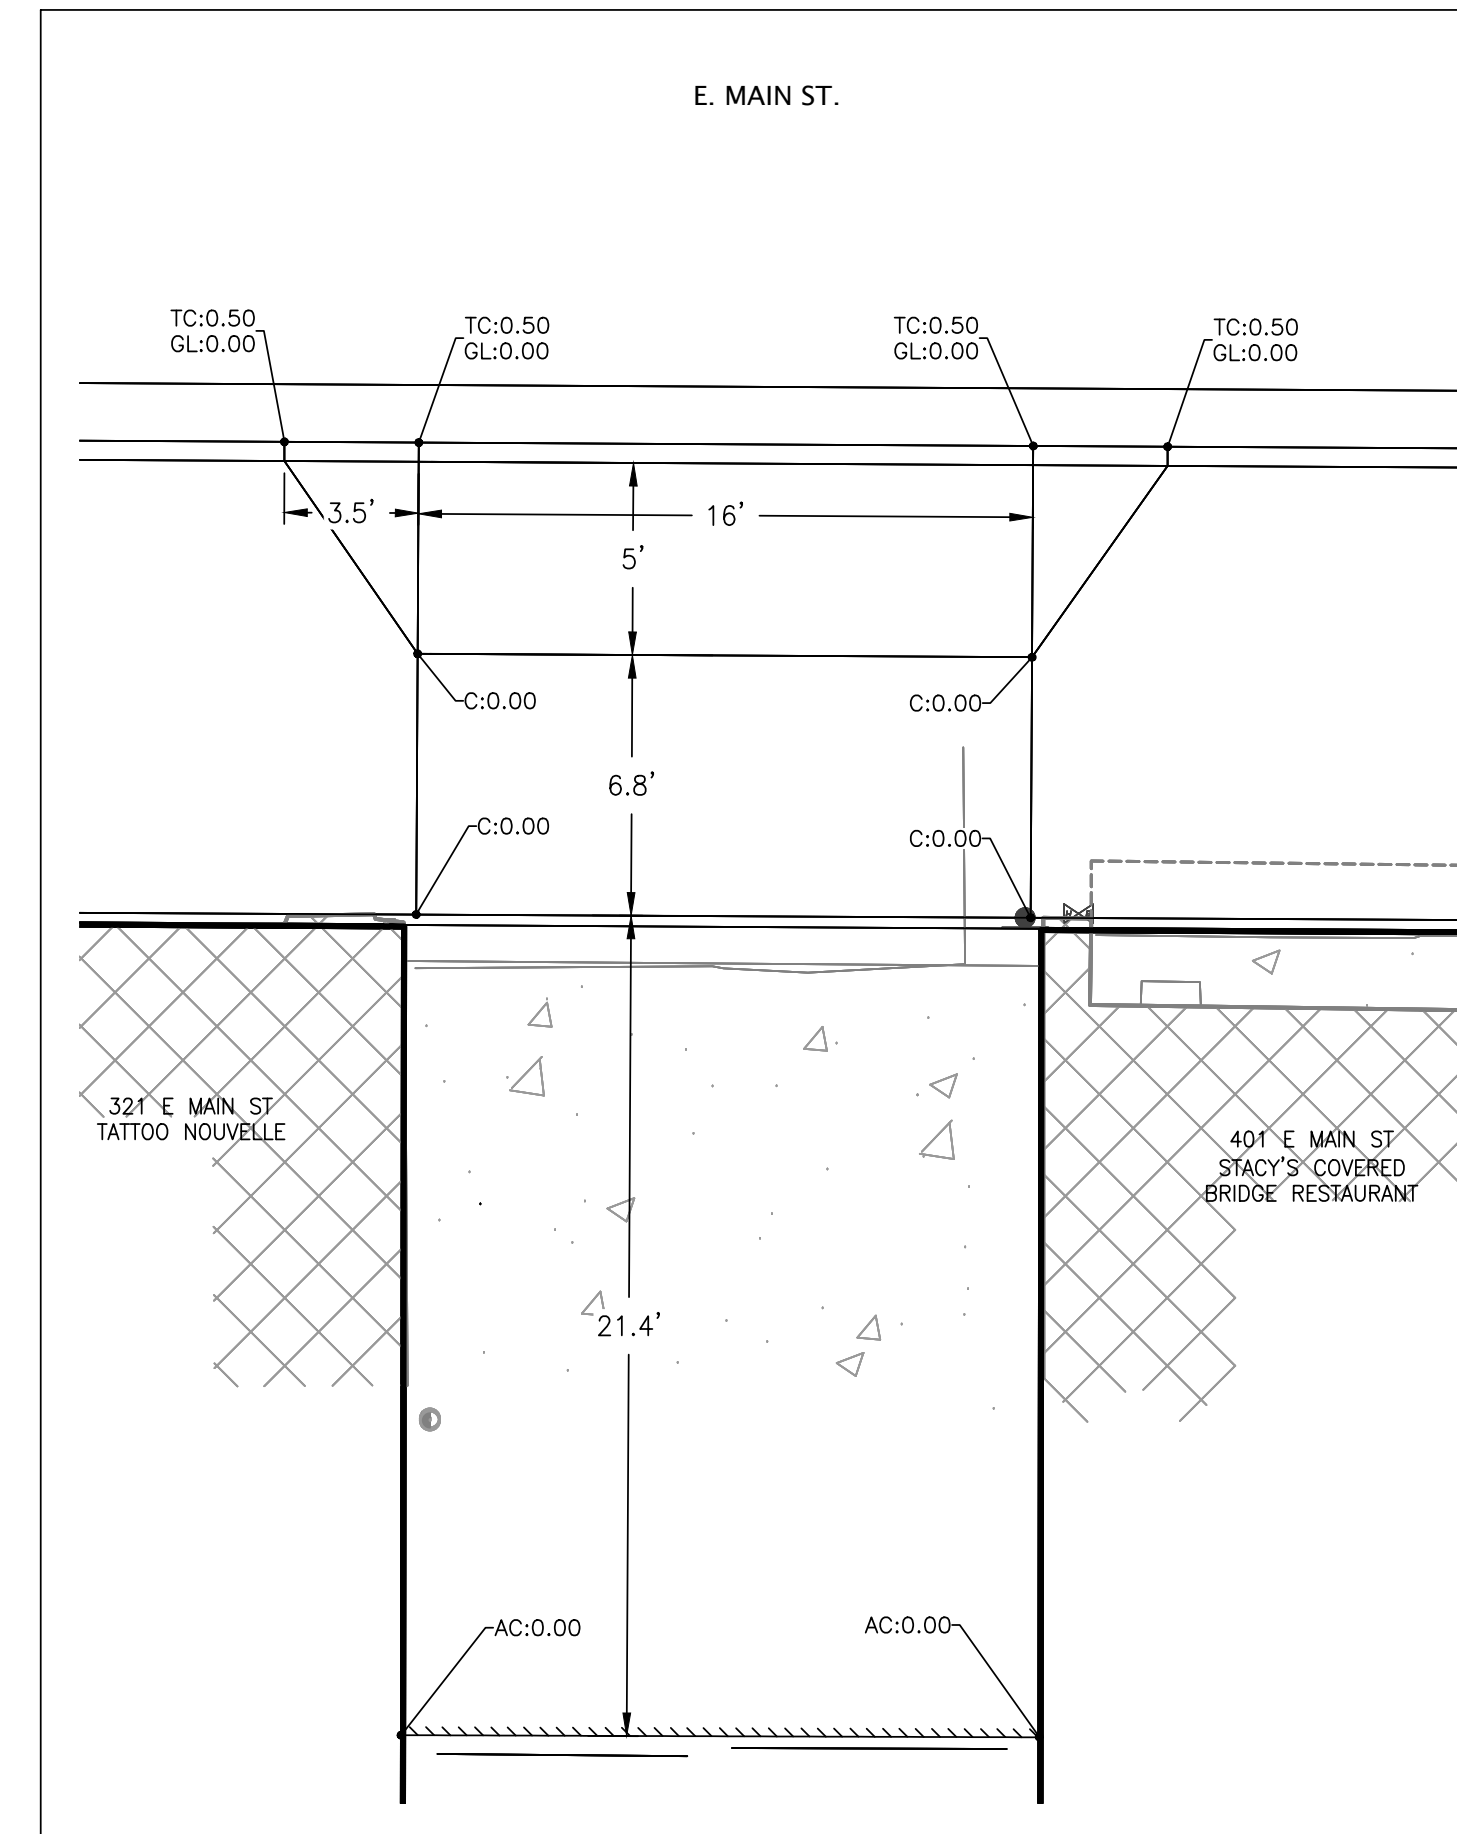 E. MAIN ST.
TC:0.50
GL:0.00
TC:0.50
GL:0.00
TC:0.50
GL:0.00
TC:0.50
GL:0.00
3.5'
16'
5'
C:0.00
C:0.00
6.8'
C:0.00
C:0.00
321 E MAIN ST
TATTOO NOUVELLE
401 E MAIN ST
STACY'S COVERED
BRIDGE RESTAURANT
21.4'
AC:0.00
AC:0.00